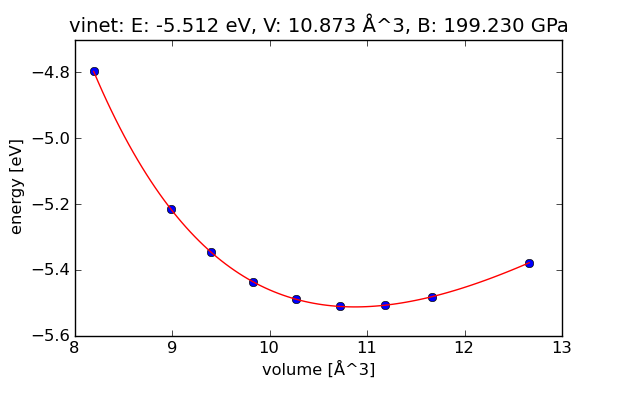 vinet: E: -5.512 eV, V: 10.873 Å^3, B: 199.230 GPa
−4.8
−5.0
−5.2
−5.4
−5.6
energy [eV]
8 9 10 11 12 13
volume [Å^3]